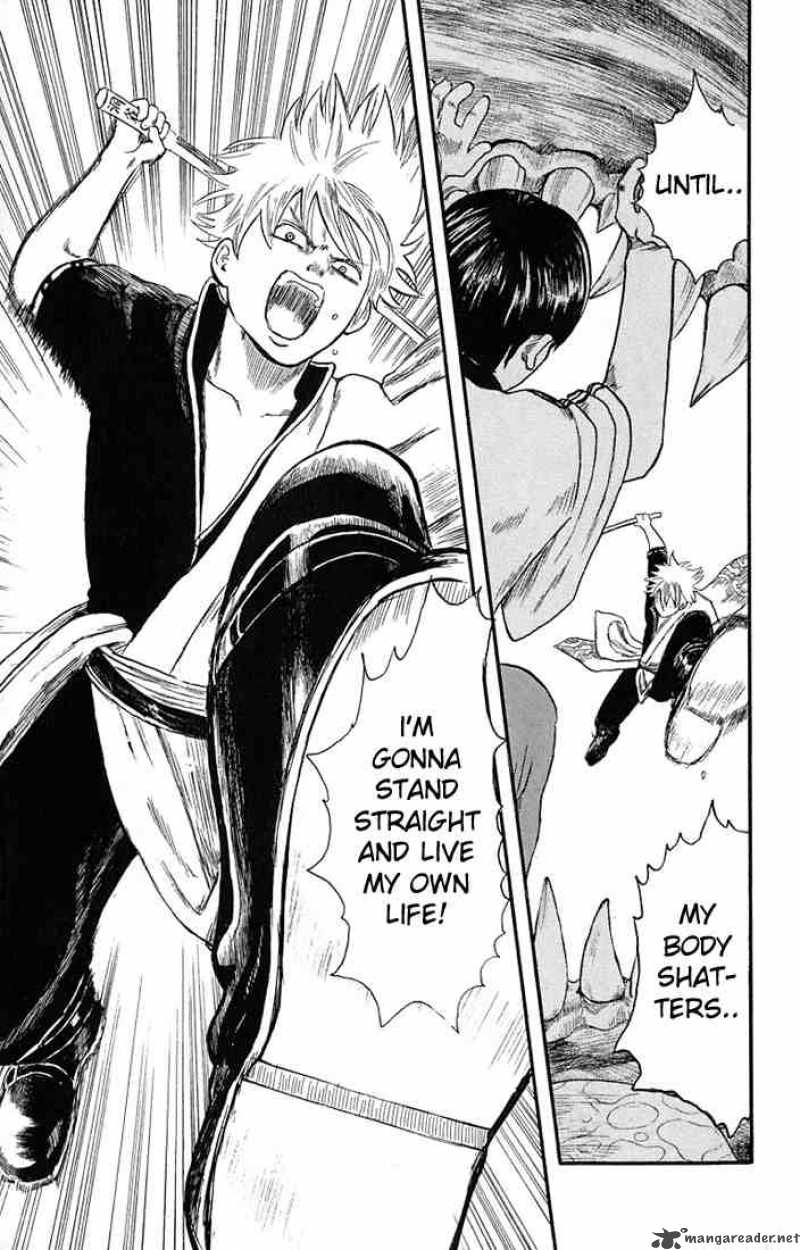 UNTIL..
MY
BODY
SHAT-
TERS..
I'M
GONNA
STAND
STRAIGHT
AND LIVE
MY OWN
LIFE!
mangareader.net